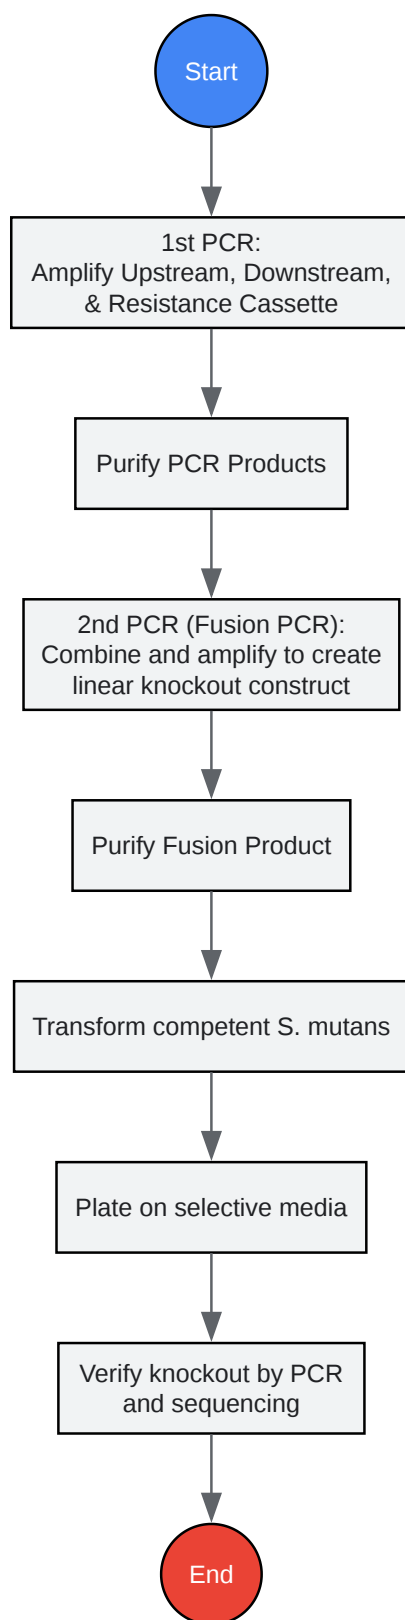 Start
1st PCR:
Amplify Upstream, Downstream,
& Resistance Cassette
Purify PCR Products
2nd PCR (Fusion PCR):
Combine and amplify to create
linear knockout construct
Purify Fusion Product
Transform competent S. mutans
Plate on selective media
Verify knockout by PCR
and sequencing
End